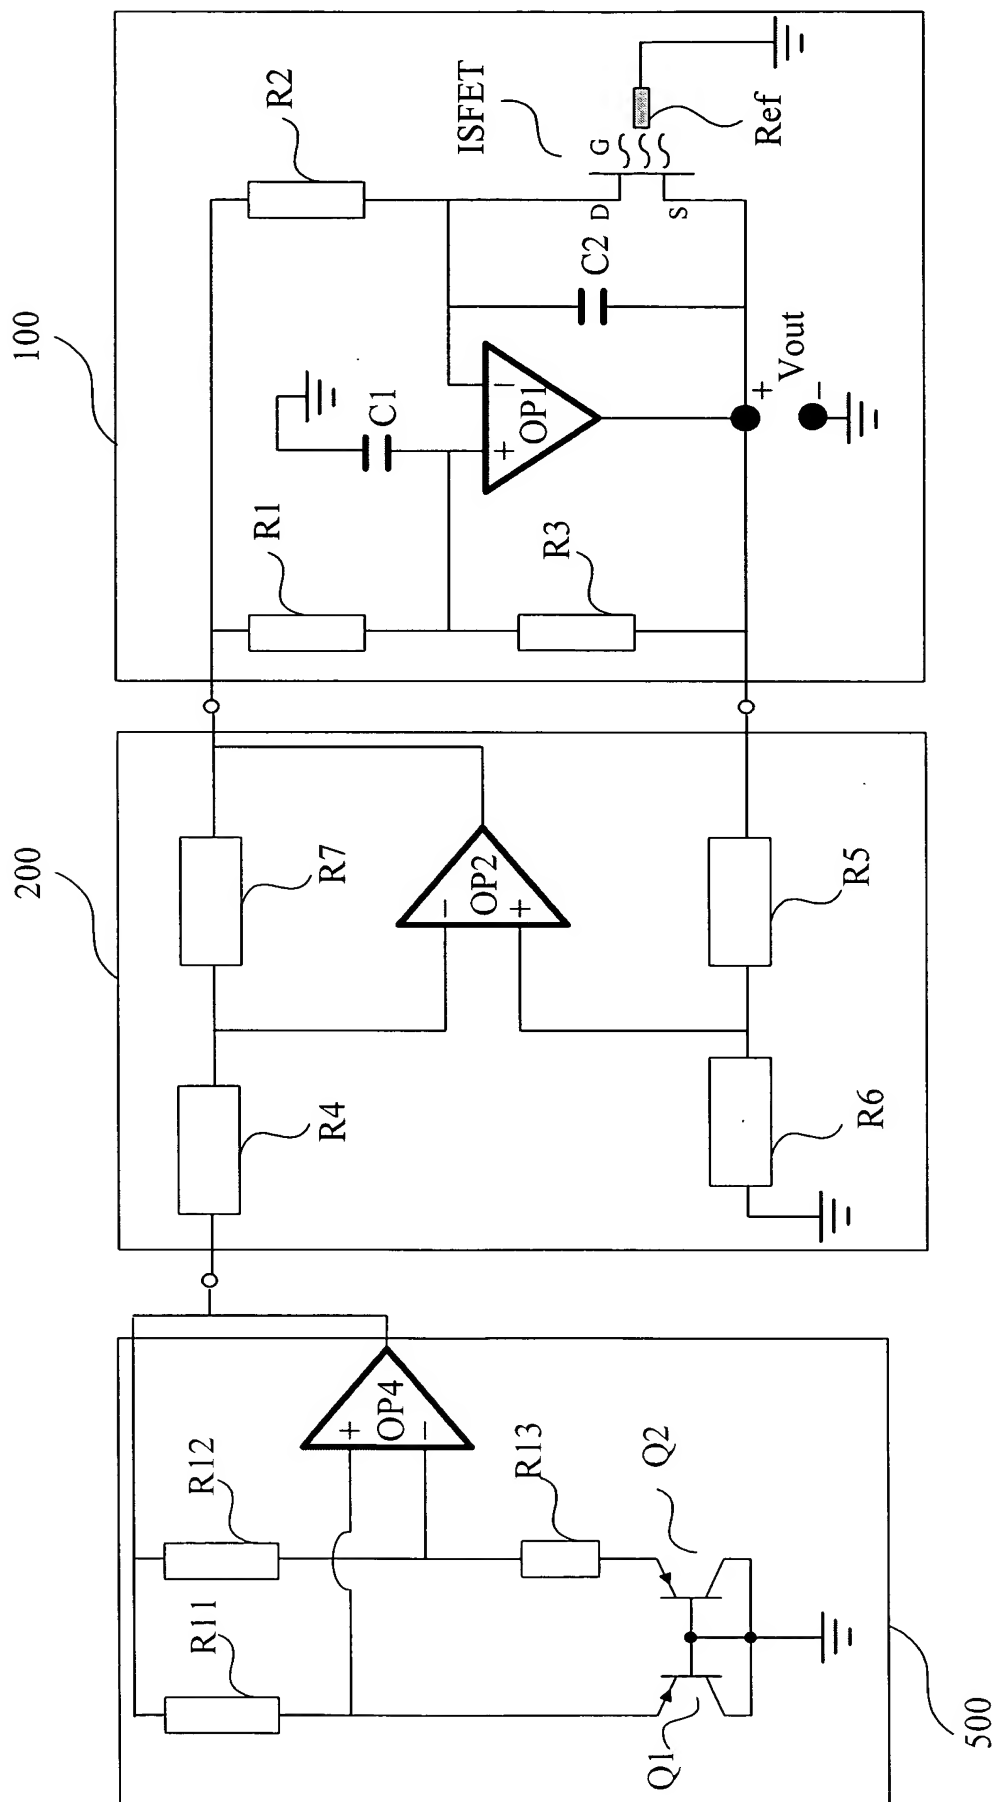 500
200
100
R11
R12
R4
R7
R1
R2
+
OP4
−
−
OP2
+
+
−
OP1
C1
R13
R3
C2
D
G
S
ISFET
Ref
Q1
Q2
R6
R5
+
Vout
−